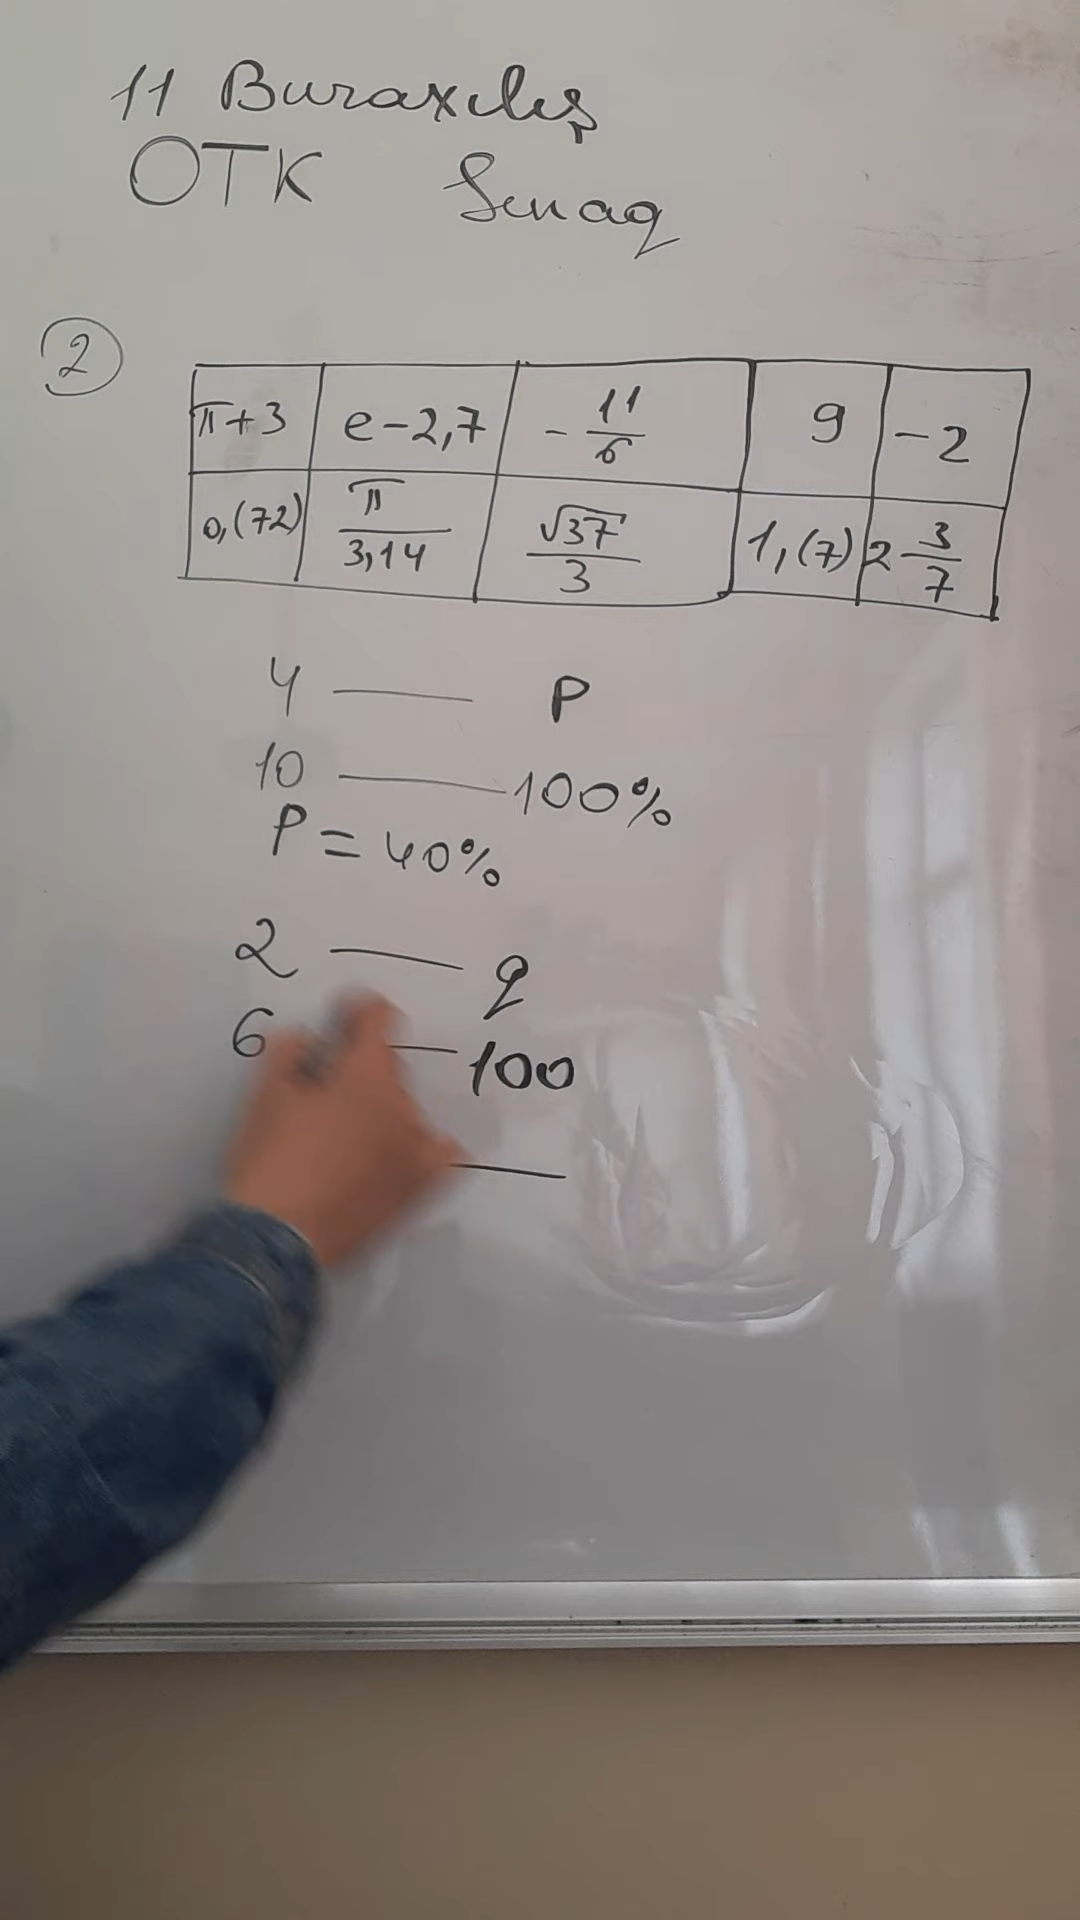 11 Buraxılış
OTK Sınaq
2
π+3 e-2,7 -11/6 9 -2
0,(72) π/3,14 √37/3 1,(7) 2-3/7
4 — P
10 — 100%
P = 40%
2 — q
6 — 100